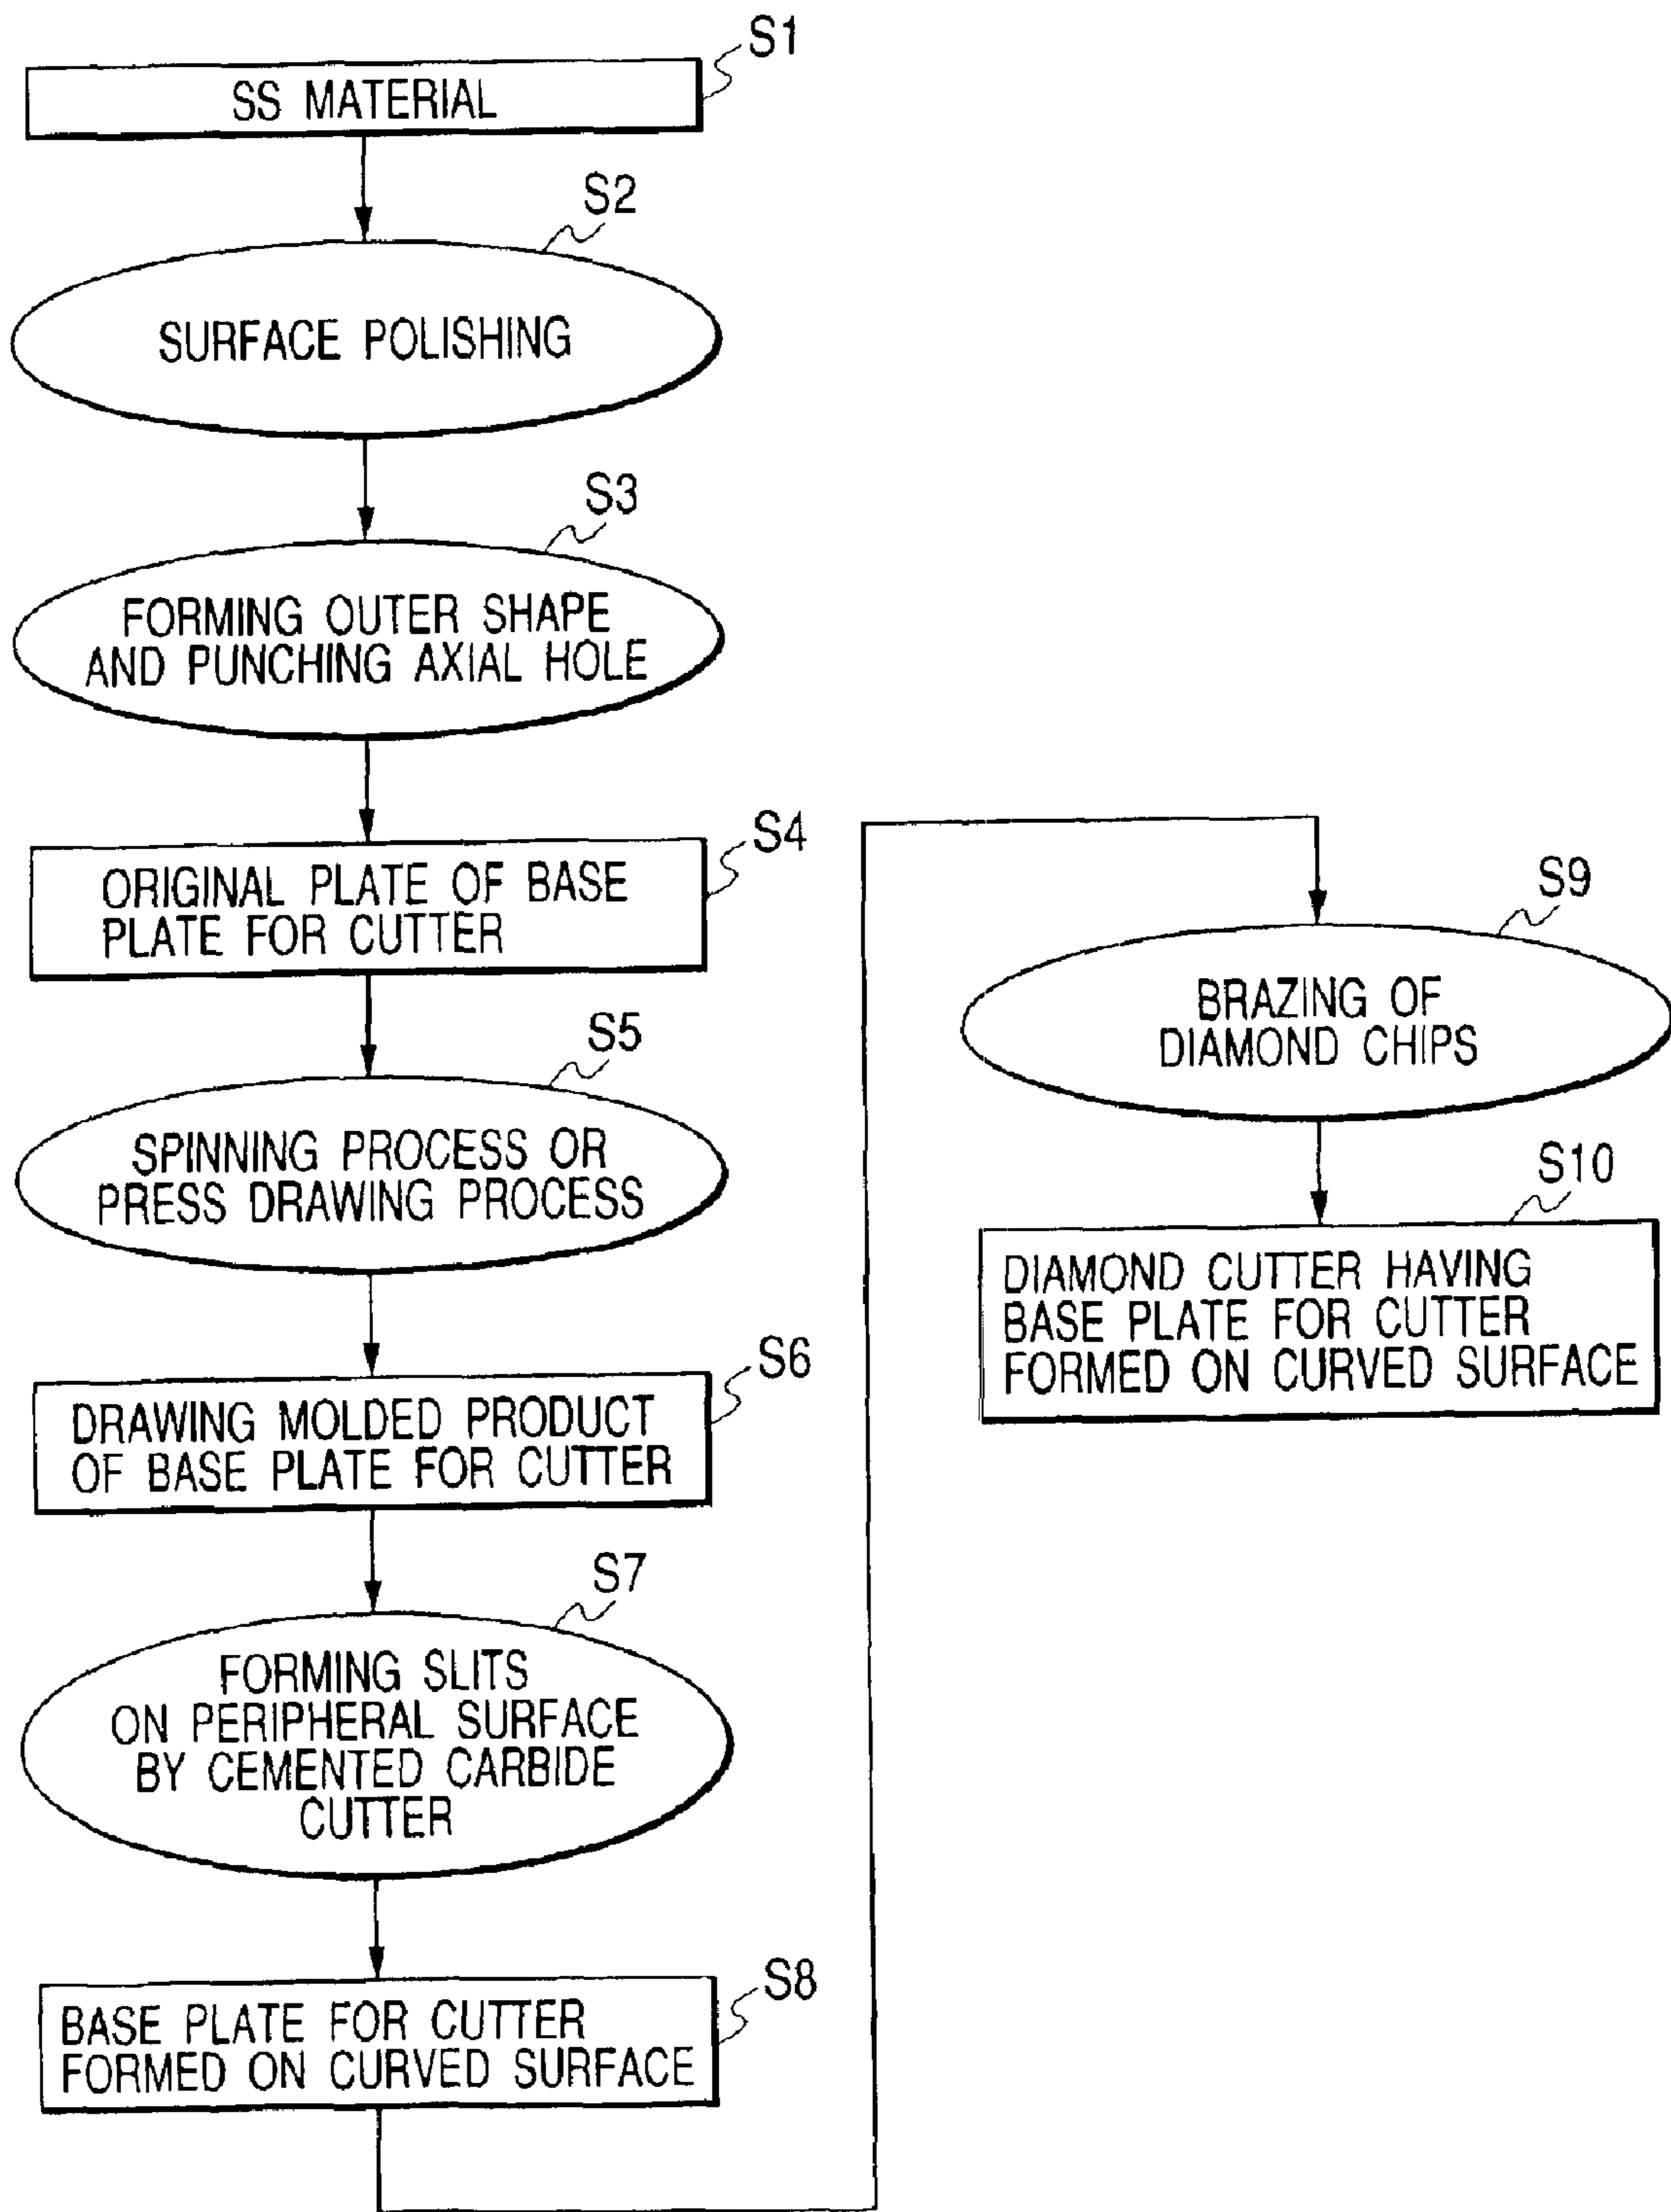 S1
SS MATERIAL
S2
SURFACE POLISHING
S3
FORMING OUTER SHAPE
AND PUNCHING AXIAL HOLE
S4
ORIGINAL PLATE OF BASE
PLATE FOR CUTTER
S5
SPINNING PROCESS OR
PRESS DRAWING PROCESS
S6
DRAWING MOLDED PRODUCT
OF BASE PLATE FOR CUTTER
S7
FORMING SLITS
ON PERIPHERAL SURFACE
BY CEMENTED CARBIDE
CUTTER
S8
BASE PLATE FOR CUTTER
FORMED ON CURVED SURFACE
S9
BRAZING OF
DIAMOND CHIPS
S10
DIAMOND CUTTER HAVING
BASE PLATE FOR CUTTER
FORMED ON CURVED SURFACE